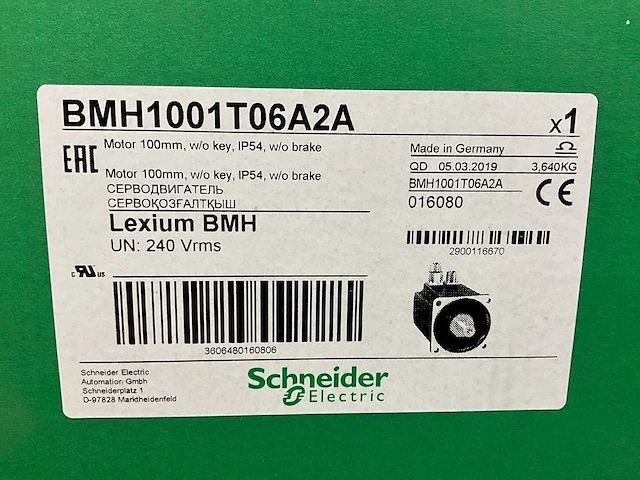 BMH1001T06A2A
x1
EAC
Motor 100mm, w/o key, IP54, w/o brake
Made in Germany
QD 05.03.2019 3,640KG
Motor 100mm, w/o key, IP54, w/o brake
BMH1001T06A2A
CE
СЕРВОДВИГАТЕЛЬ
016080
СЕРВОҚОЗҒАЛТҚЫШ
Lexium BMH
UN: 240 Vrms
2900116670
c RU us
3606480160806
Schneider Electric
Automation Gmbh
Schneiderplatz 1
D-97828 Marktheidenfeld
Schneider
Electric